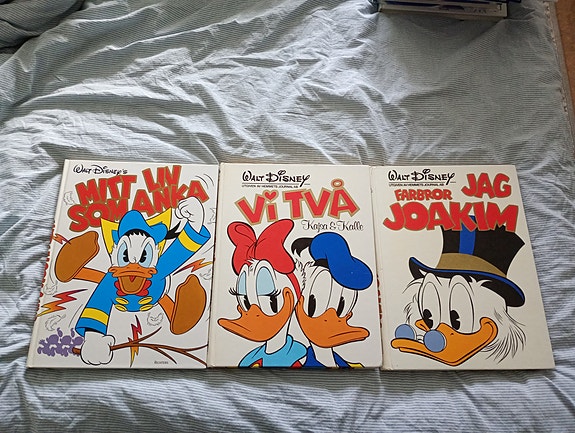 Walt Disney's
MITT LIV
SOM ANKA
WALT DISNEY
UTGIVEN AV HEMMETS JOURNAL AB
VI TVÅ
Kajsa & Kalle
WALT DISNEY
UTGIVEN AV HEMMETS JOURNAL AB
JAG
FARBROR
JOAKIM